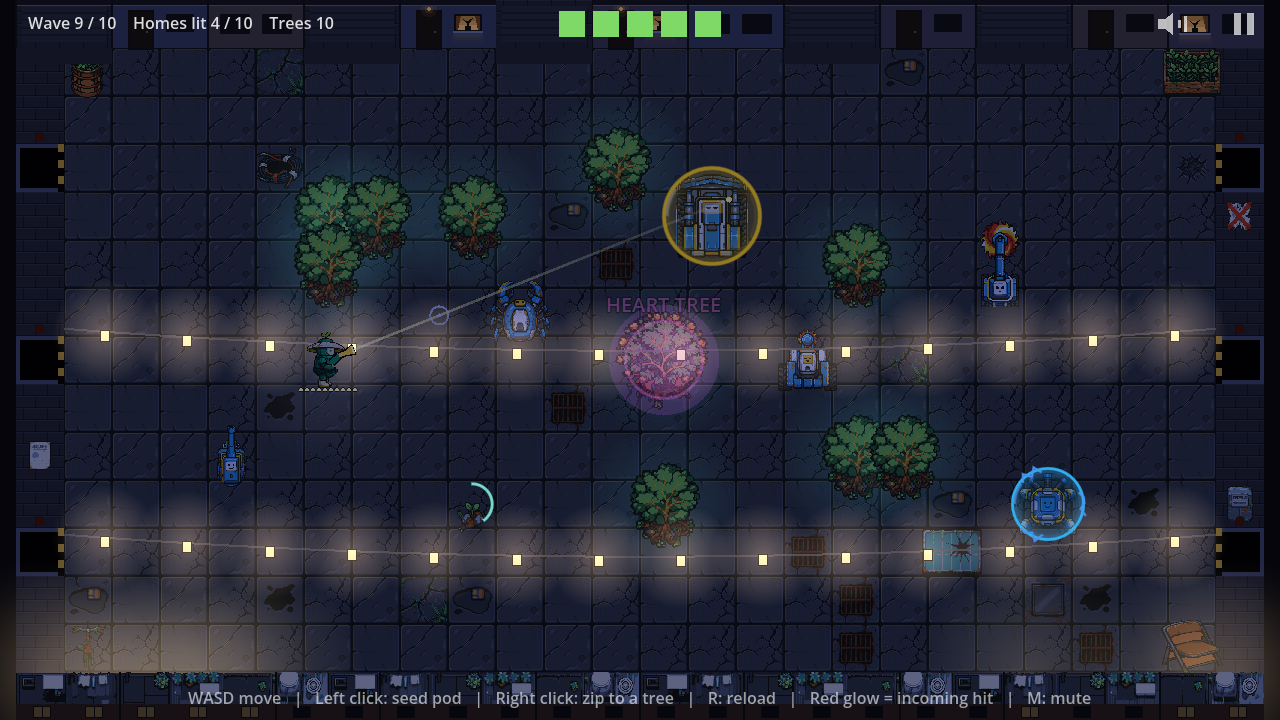 Wave 9 / 10 Homes lit 4 / 10 Trees 10
HEART TREE
WASD move | Left click: seed pod | Right click: zip to a tree | R: reload | Red glow = incoming hit | M: mute